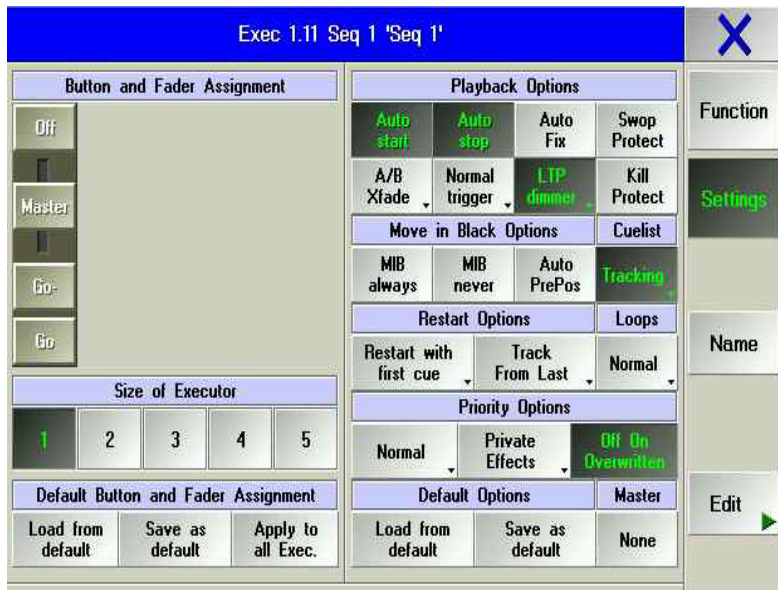 Exec 1.11 Seq 1 'Seq 1'
X
Button and Fader Assignment
Off
Master
Go-
Go
Size of Executor
1 2 3 4 5
Default Button and Fader Assignment
Load from default
Save as default
Apply to all Exec.
Playback Options
Auto start
Auto stop
Auto Fix
Swop Protect
A/B Xfade
Normal trigger
LTP dimmer
Kill Protect
Move in Black Options
Cuelist
MIB always
MIB never
Auto PrePos
Tracking
Restart Options
Loops
Restart with first cue
Track From Last
Normal
Priority Options
Normal
Private Effects
Off On Overwritten
Default Options
Master
Load from default
Save as default
None
Function
Settings
Name
Edit